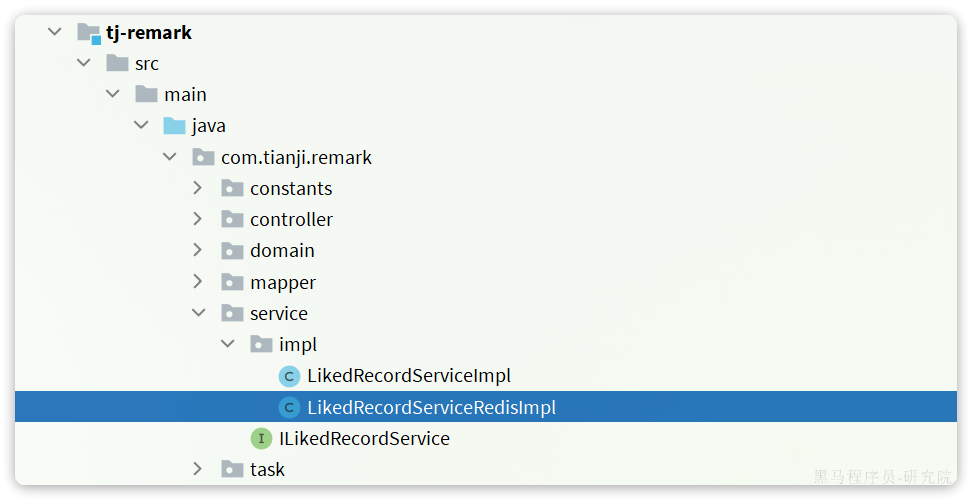 tj-remark
src
main
java
com.tianji.remark
constants
controller
domain
mapper
service
impl
C LikedRecordServiceImpl
C LikedRecordServiceRedisImpl
I ILikedRecordService
task
黑马程序员-研究院